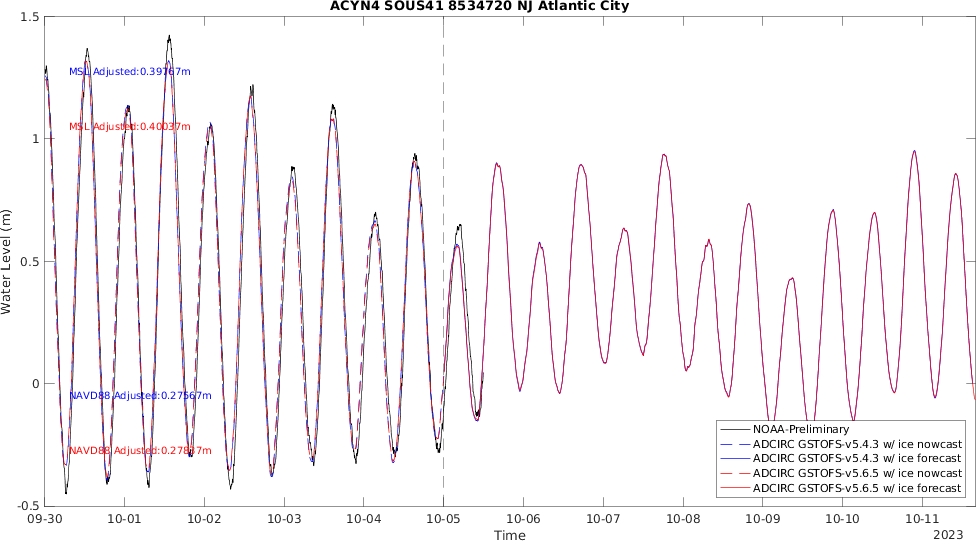 ACYN4 SOUS41 8534720 NJ Atlantic City
1.5
MSL Adjusted:0.39767m
MSL Adjusted:0.40037m
1
0.5
Water Level (m)
0
NAVD88 Adjusted:0.27567m
NAVD88 Adjusted:0.27837m
-0.5
NOAA-Preliminary
ADCIRC GSTOFS-v5.4.3 w/ ice nowcast
ADCIRC GSTOFS-v5.4.3 w/ ice forecast
ADCIRC GSTOFS-v5.6.5 w/ ice nowcast
ADCIRC GSTOFS-v5.6.5 w/ ice forecast
09-30 10-01 10-02 10-03 10-04 10-05 10-06 10-07 10-08 10-09 10-10 10-11
Time
2023